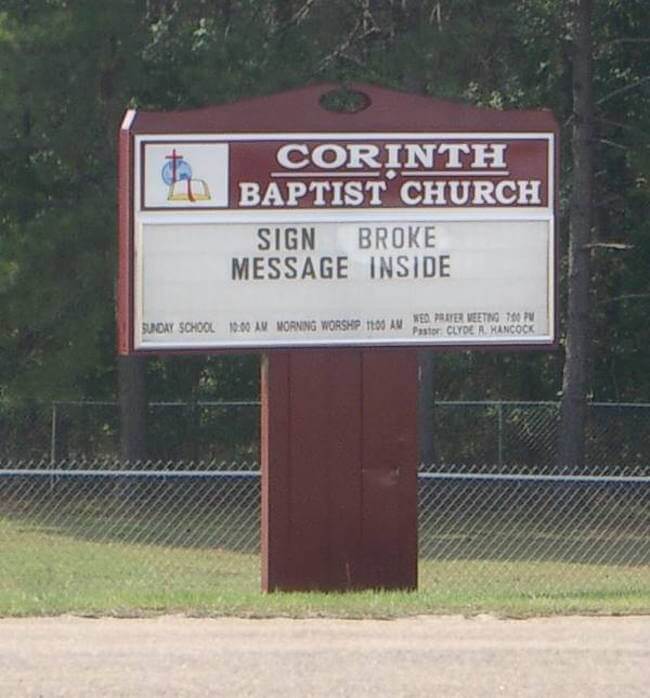 CORINTH
BAPTIST CHURCH
SIGN BROKE
MESSAGE INSIDE
SUNDAY SCHOOL 10:00 AM MORNING WORSHIP 11:00 AM
WED. PRAYER MEETING 7:00 PM
Pastor: CLYDE R. HANCOCK